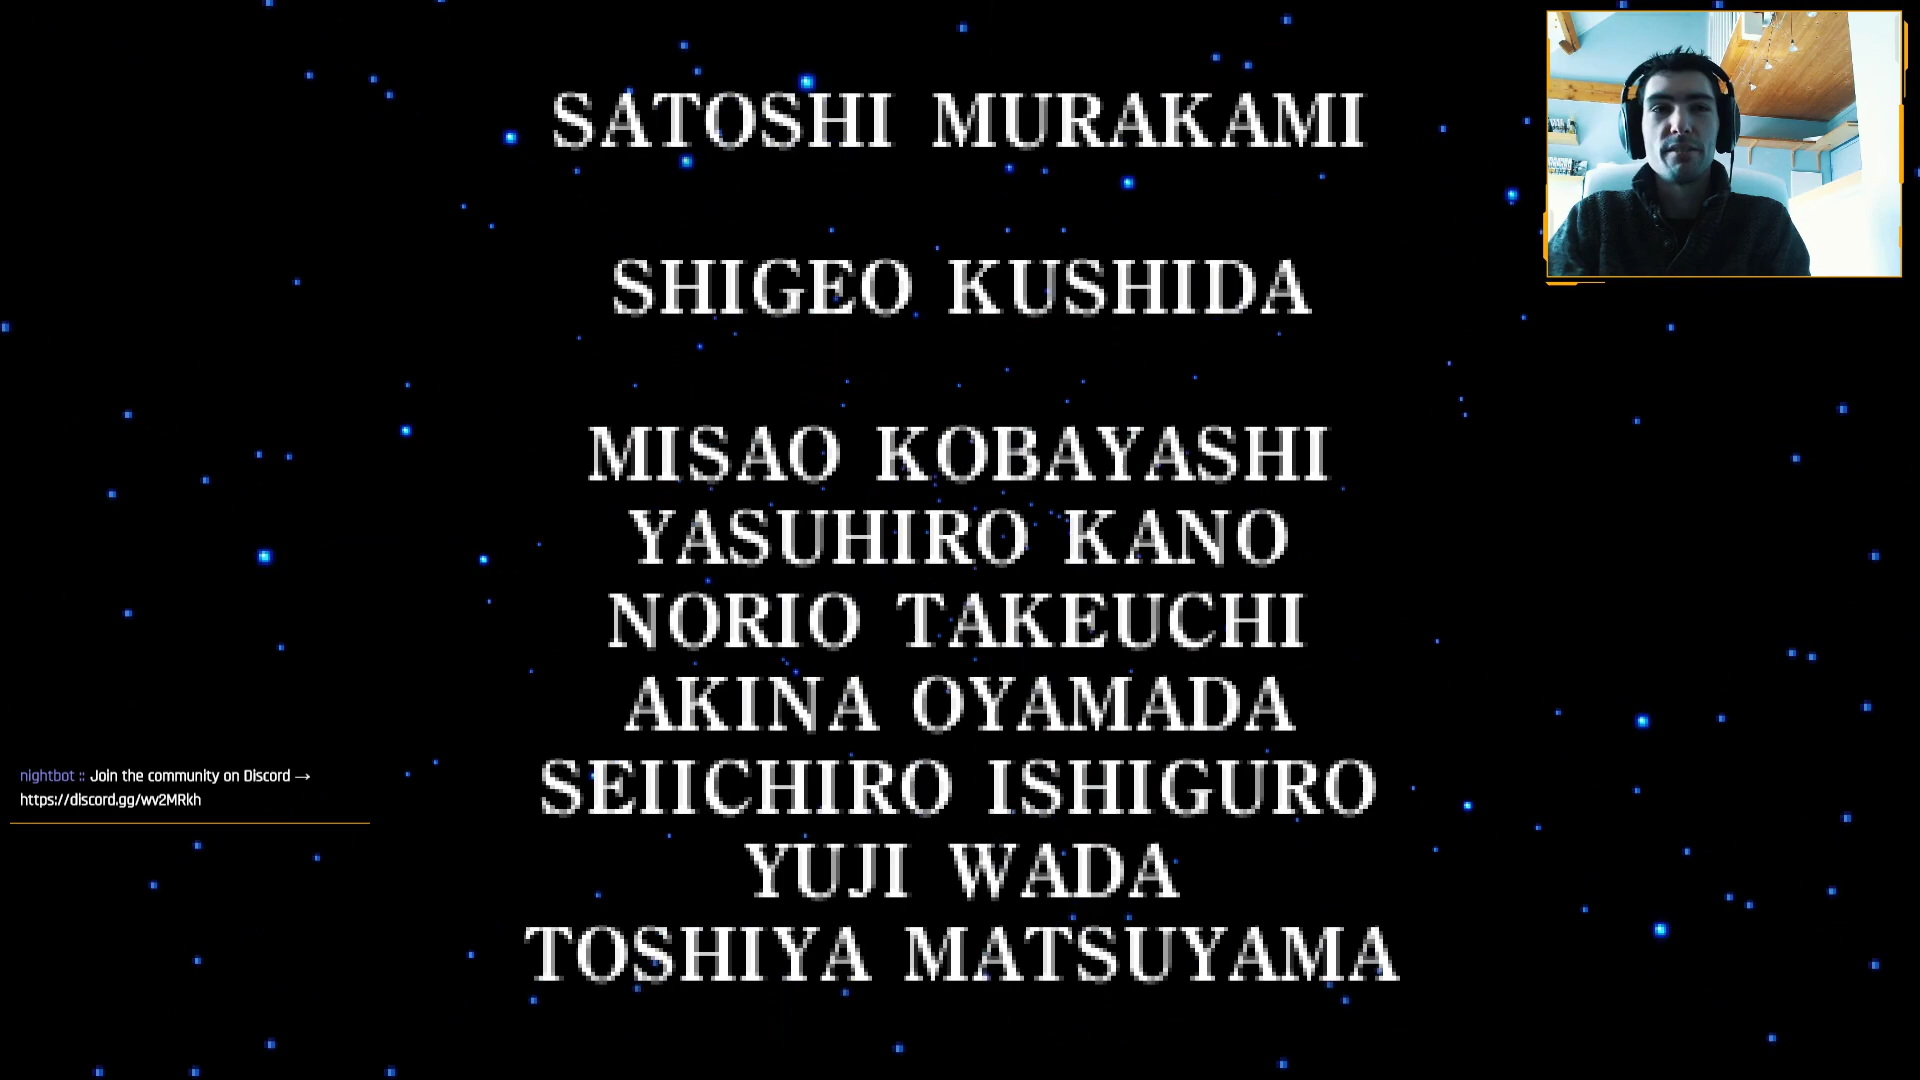 SATOSHI MURAKAMI
SHIGEO KUSHIDA
MISAO KOBAYASHI
YASUHIRO KANO
NORIO TAKEUCHI
AKINA OYAMADA
SEIICHIRO ISHIGURO
YUJI WADA
TOSHIYA MATSUYAMA
nightbot :: Join the community on Discord →
https://discord.gg/wv2MRkh